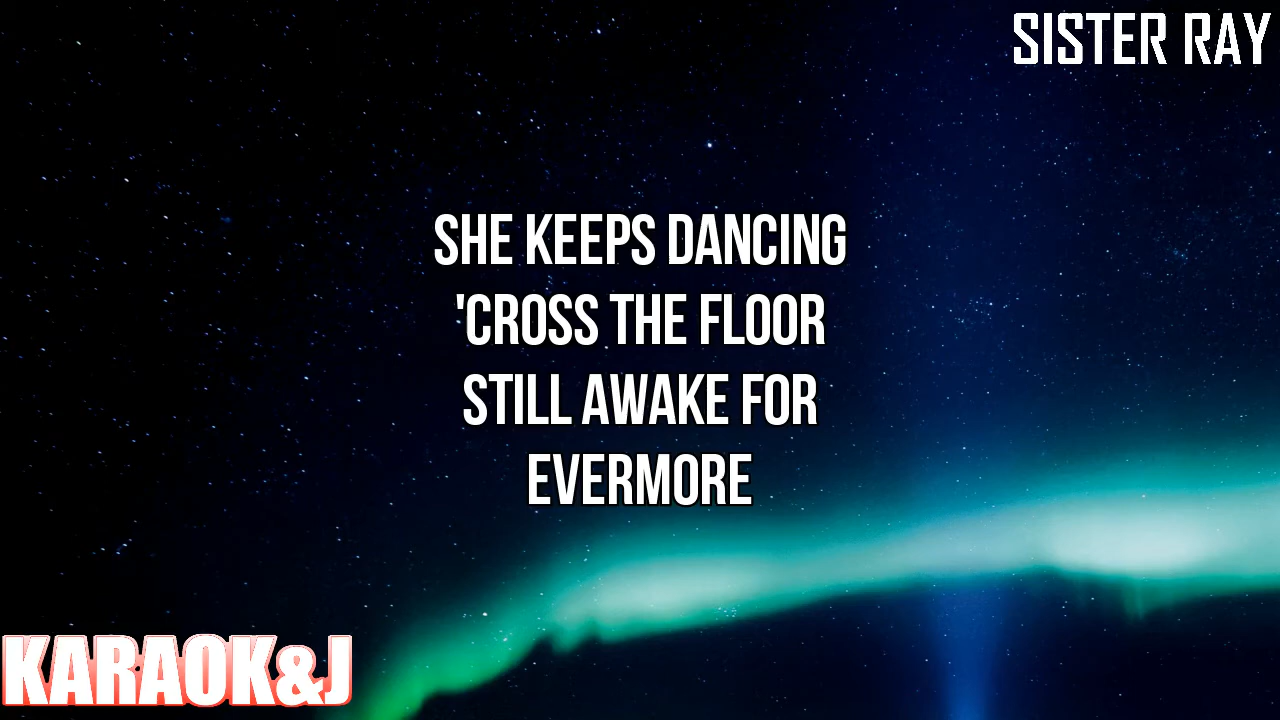 SISTER RAY
SHE KEEPS DANCING
'CROSS THE FLOOR
STILL AWAKE FOR
EVERMORE
KARAOK&J